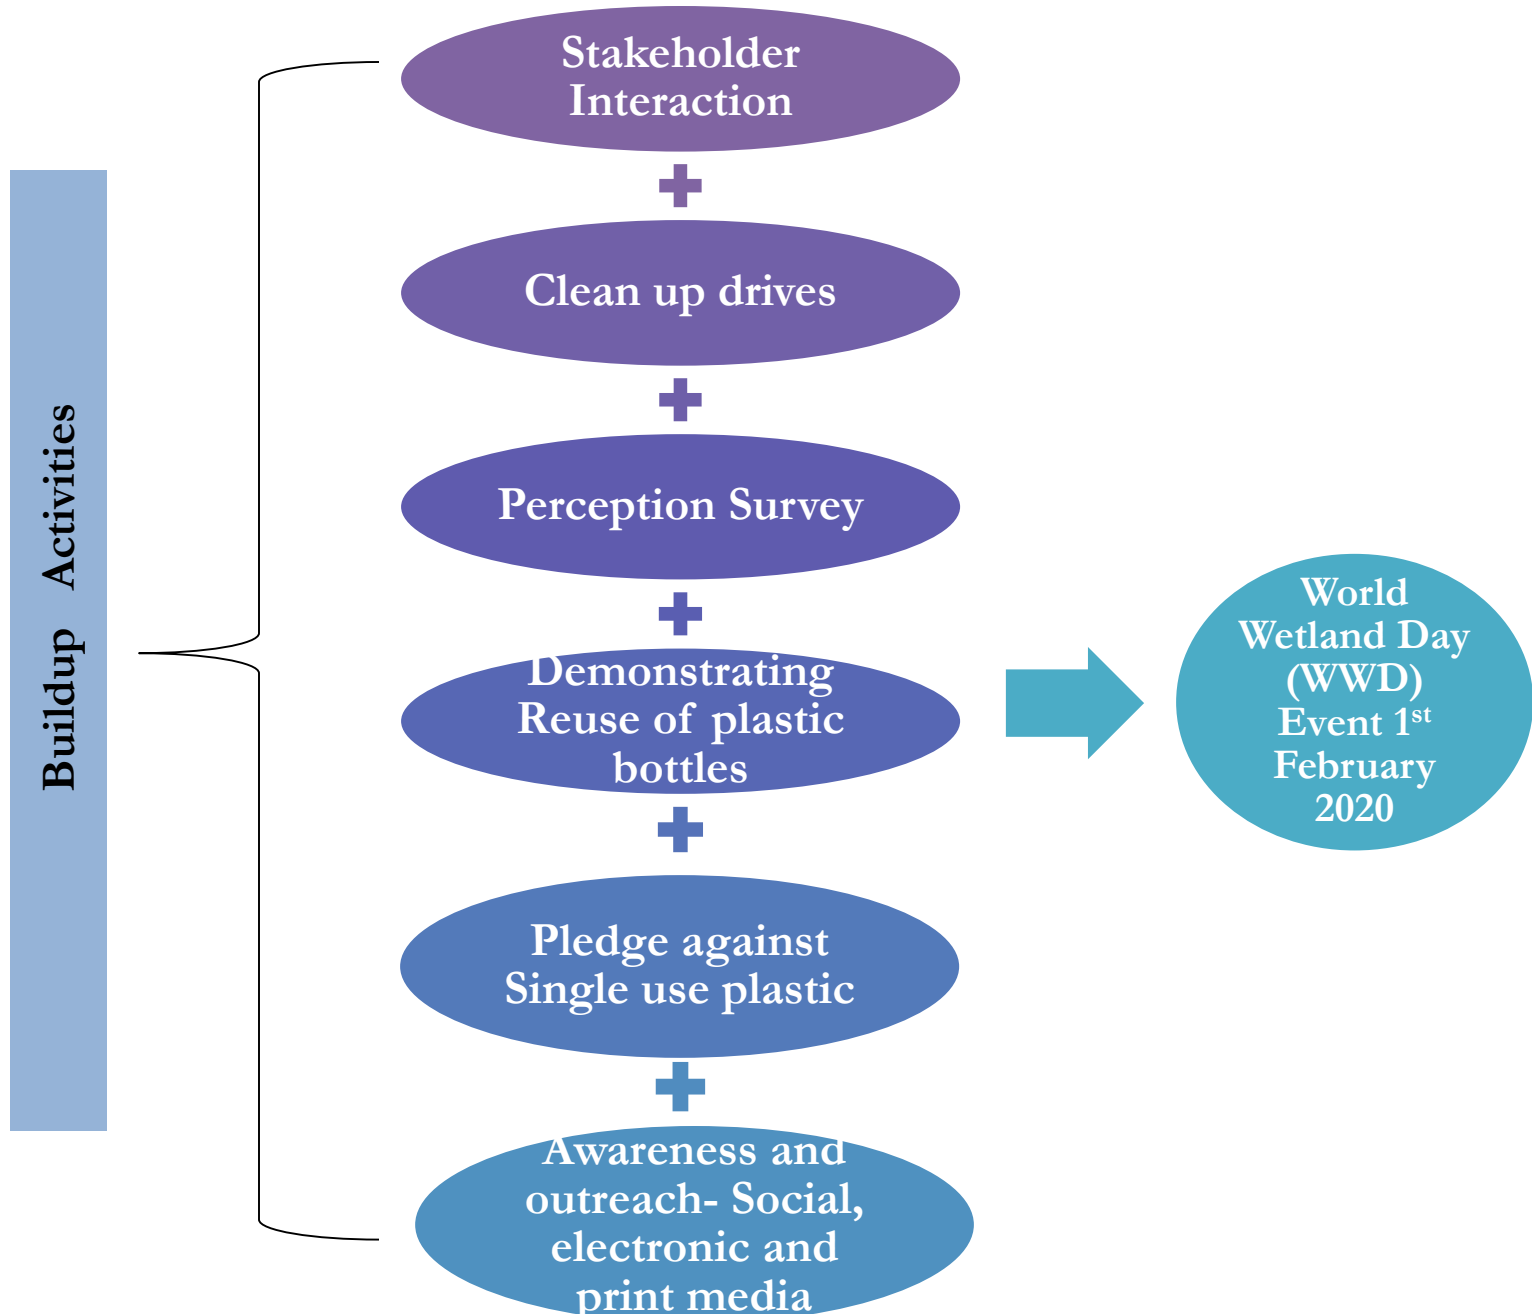 Stakeholder
Interaction
Clean up drives
Perception Survey
Demonstrating
Reuse of plastic
bottles
Pledge against
Single use plastic
Awareness and
outreach- Social,
electronic and
print media
Buildup Activities
World
Wetland Day
(WWD)
Event 1st
February
2020